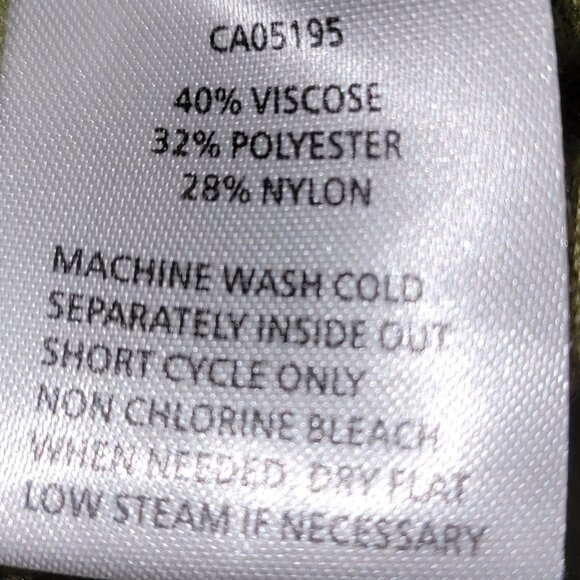 CA05195
40% VISCOSE
32% POLYESTER
28% NYLON
MACHINE WASH COLD
SEPARATELY INSIDE OUT
SHORT CYCLE ONLY
NON CHLORINE BLEACH
WHEN NEEDED DRY FLAT
LOW STEAM IF NECESSARY